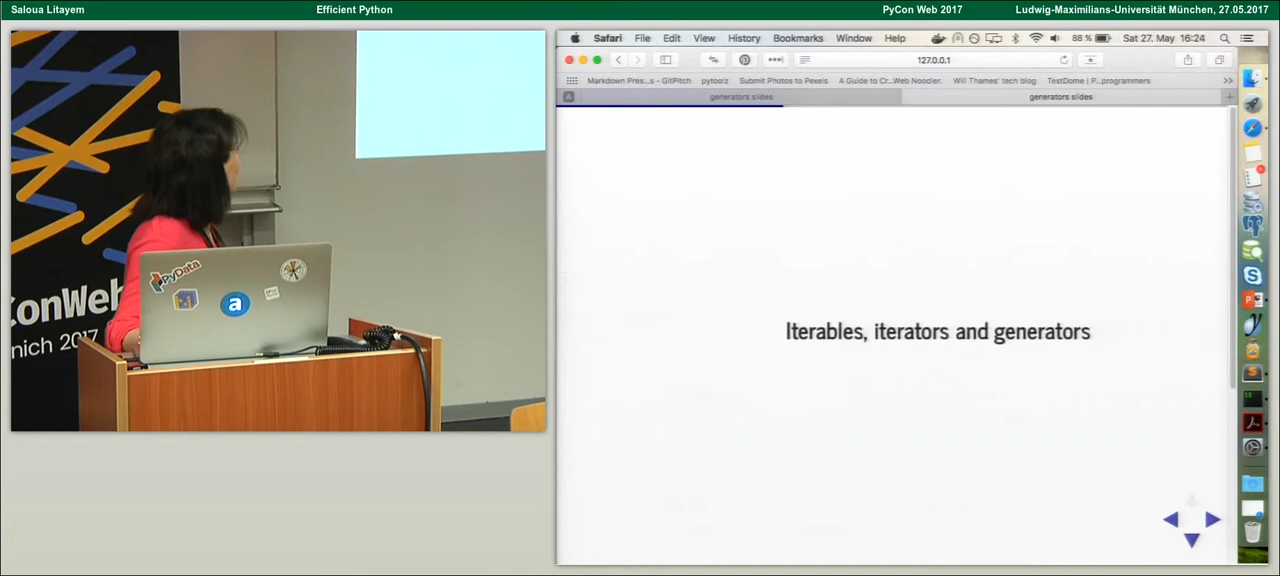 Saloua Litayem
Efficient Python
PyCon Web 2017
Ludwig-Maximilians-Universität München, 27.05.2017
ConWeb
nich 2017
PyData
a
Safari File Edit View History Bookmarks Window Help
88 % Sat 27. May 16:24
127.0.0.1
Markdown Pres...s - GitPitch
pytoolz
Submit Photos to Pexels
A Guide to Cr...Web Noodler.
Will Thames' tech blog
TestDome | P...programmers
generators slides
generators slides
Iterables, iterators and generators